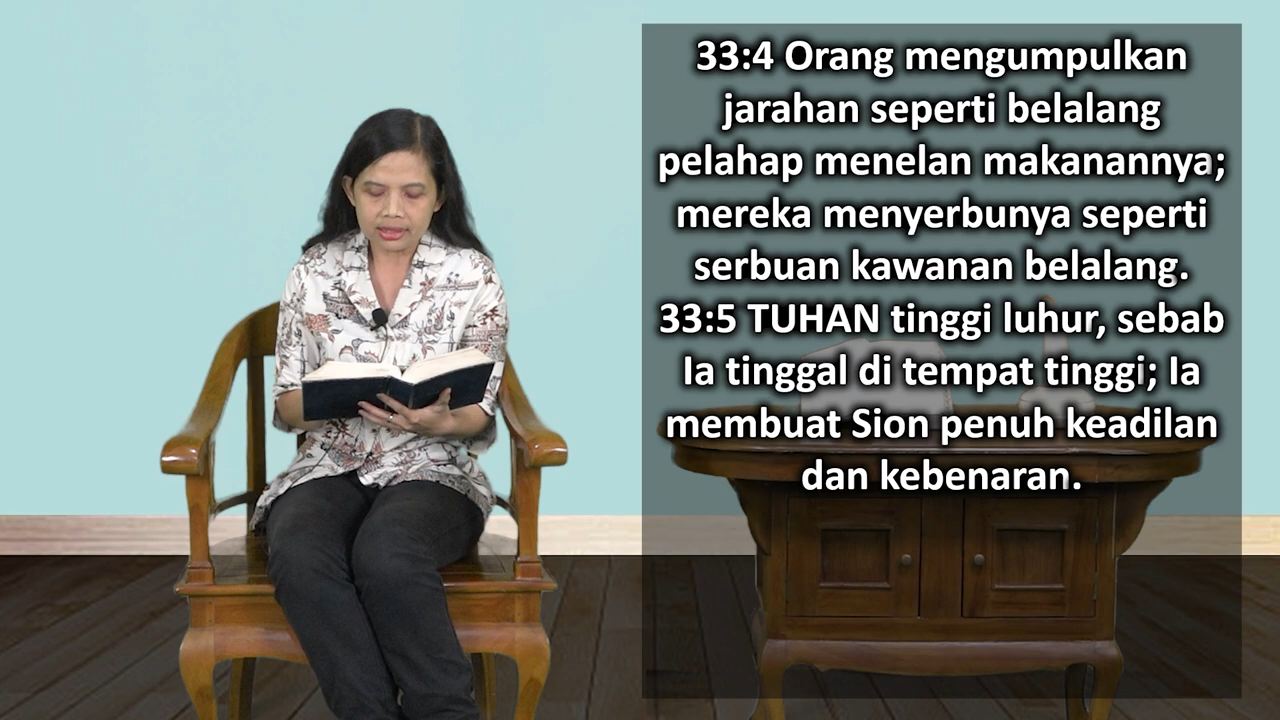 33:4 Orang mengumpulkan
jarahan seperti belalang
pelahap menelan makanannya;
mereka menyerbunya seperti
serbuan kawanan belalang.
33:5 TUHAN tinggi luhur, sebab
Ia tinggal di tempat tinggi; Ia
membuat Sion penuh keadilan
dan kebenaran.